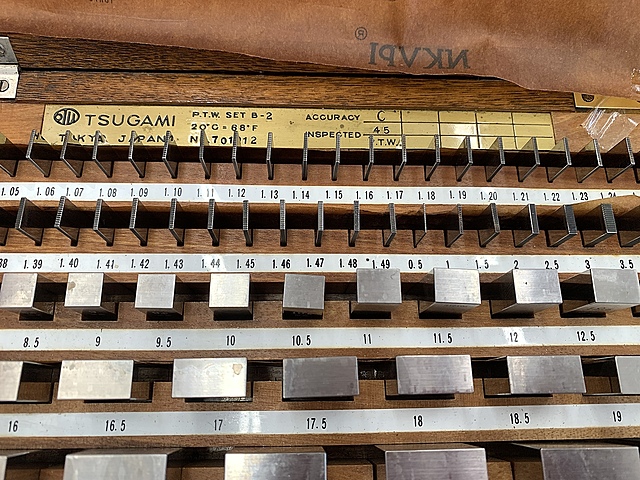 NKVPI ®
TSUGAMI P.T.W. SET B-2 ACCURACY C
20°C = 68°F INSPECTED 45
JAPAN P.T.W.
1.05 1.06 1.07 1.08 1.09 1.10 1.11 1.12 1.13 1.14 1.15 1.16 1.17 1.18 1.19 1.20 1.21 1.22 1.23 1.24
38 1.39 1.40 1.41 1.42 1.43 1.44 1.45 1.46 1.47 1.48 1.49 0.5 1 1.5 2 2.5 3 3.5
8.5 9 9.5 10 10.5 11 11.5 12 12.5
16 16.5 17 17.5 18 18.5 19